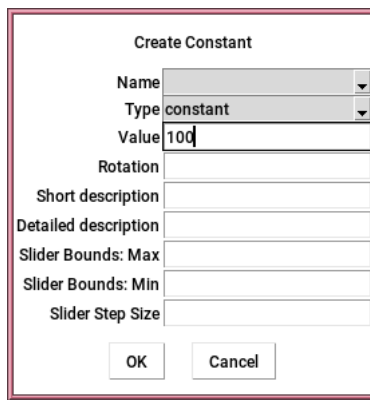 Create Constant
Name
Type constant
Value 100
Rotation
Short description
Detailed description
Slider Bounds: Max
Slider Bounds: Min
Slider Step Size
OK Cancel